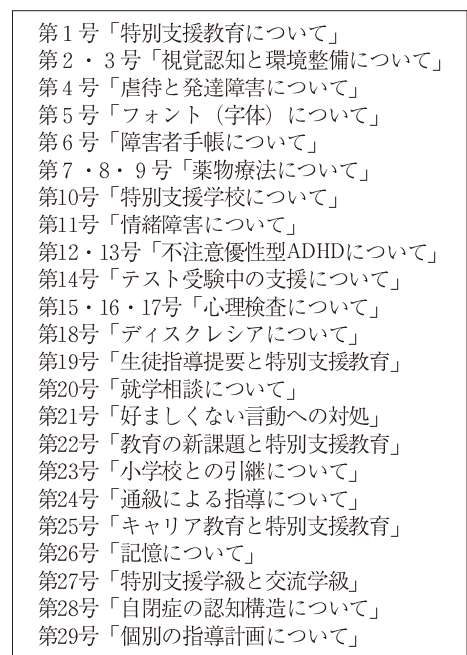 第１号「特別支援教育について」
第２・３号「視覚認知と環境整備について」
第４号「虐待と発達障害について」
第５号「フォント（字体）について」
第６号「障害者手帳について」
第７・８・９号「薬物療法について」
第10号「特別支援学校について」
第11号「情緒障害について」
第12・13号「不注意優性型ADHDについて」
第14号「テスト受験中の支援について」
第15・16・17号「心理検査について」
第18号「ディスクレシアについて」
第19号「生徒指導提要と特別支援教育」
第20号「就学相談について」
第21号「好ましくない言動への対処」
第22号「教育の新課題と特別支援教育」
第23号「小学校との引継について」
第24号「通級による指導について」
第25号「キャリア教育と特別支援教育」
第26号「記憶について」
第27号「特別支援学級と交流学級」
第28号「自閉症の認知構造について」
第29号「個別の指導計画について」